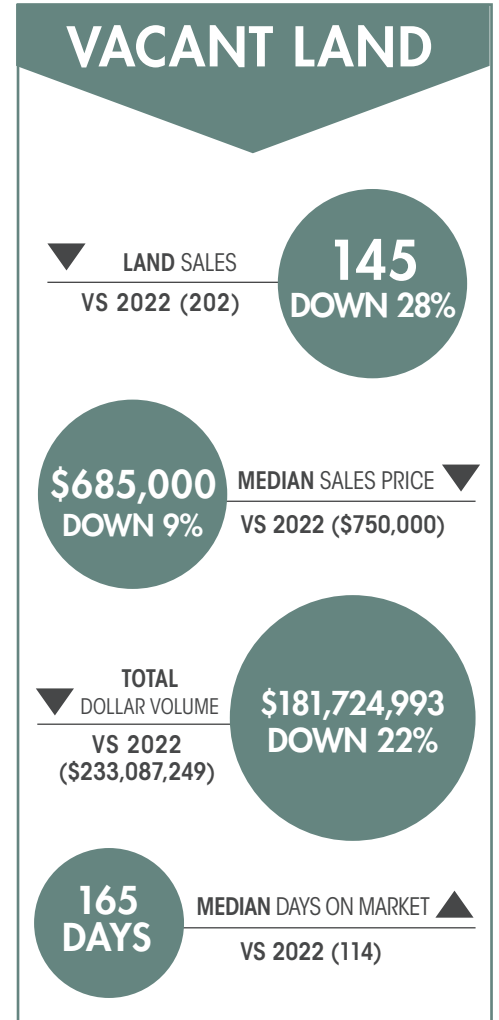 VACANT LAND
LAND SALES
VS 2022 (202)
145
DOWN 28%
$685,000
DOWN 9%
MEDIAN SALES PRICE
VS 2022 ($750,000)
TOTAL
DOLLAR VOLUME
VS 2022
($233,087,249)
$181,724,993
DOWN 22%
165
DAYS
MEDIAN DAYS ON MARKET
VS 2022 (114)